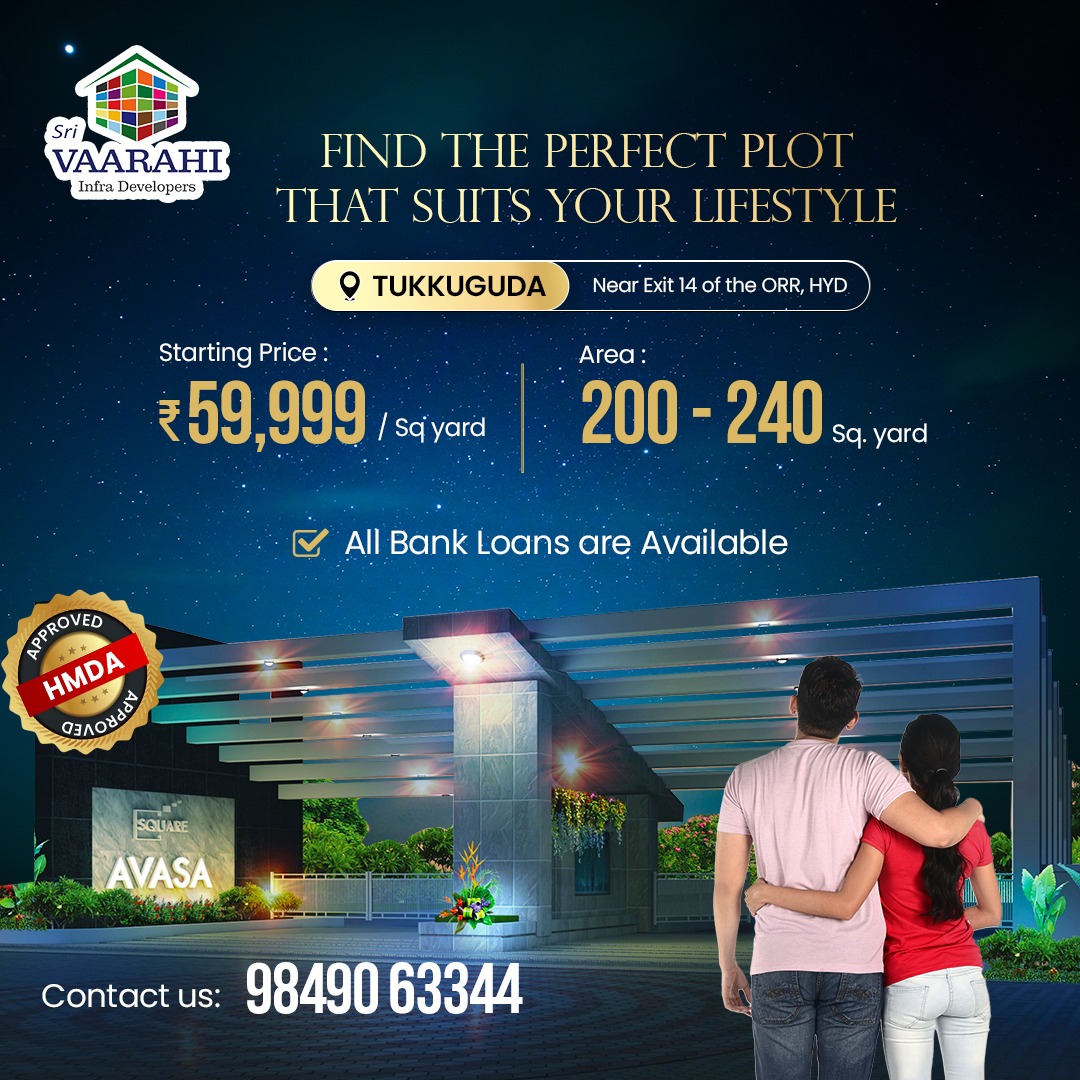 Sri
VAARAHI
Infra Developers
FIND THE PERFECT PLOT
THAT SUITS YOUR LIFESTYLE
TUKKUGUDA
Near Exit 14 of the ORR, HYD
Starting Price :
₹59,999 / Sq yard
Area :
200 - 240 Sq. yard
All Bank Loans are Available
APPROVED
HMDA
APPROVED
SQUARE
AVASA
Contact us: 98490 63344